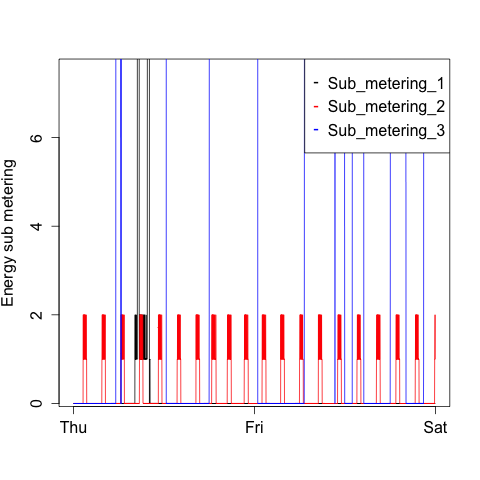 Sub_metering_1
Sub_metering_2
Sub_metering_3
Energy sub metering
6
4
2
0
Thu
Fri
Sat